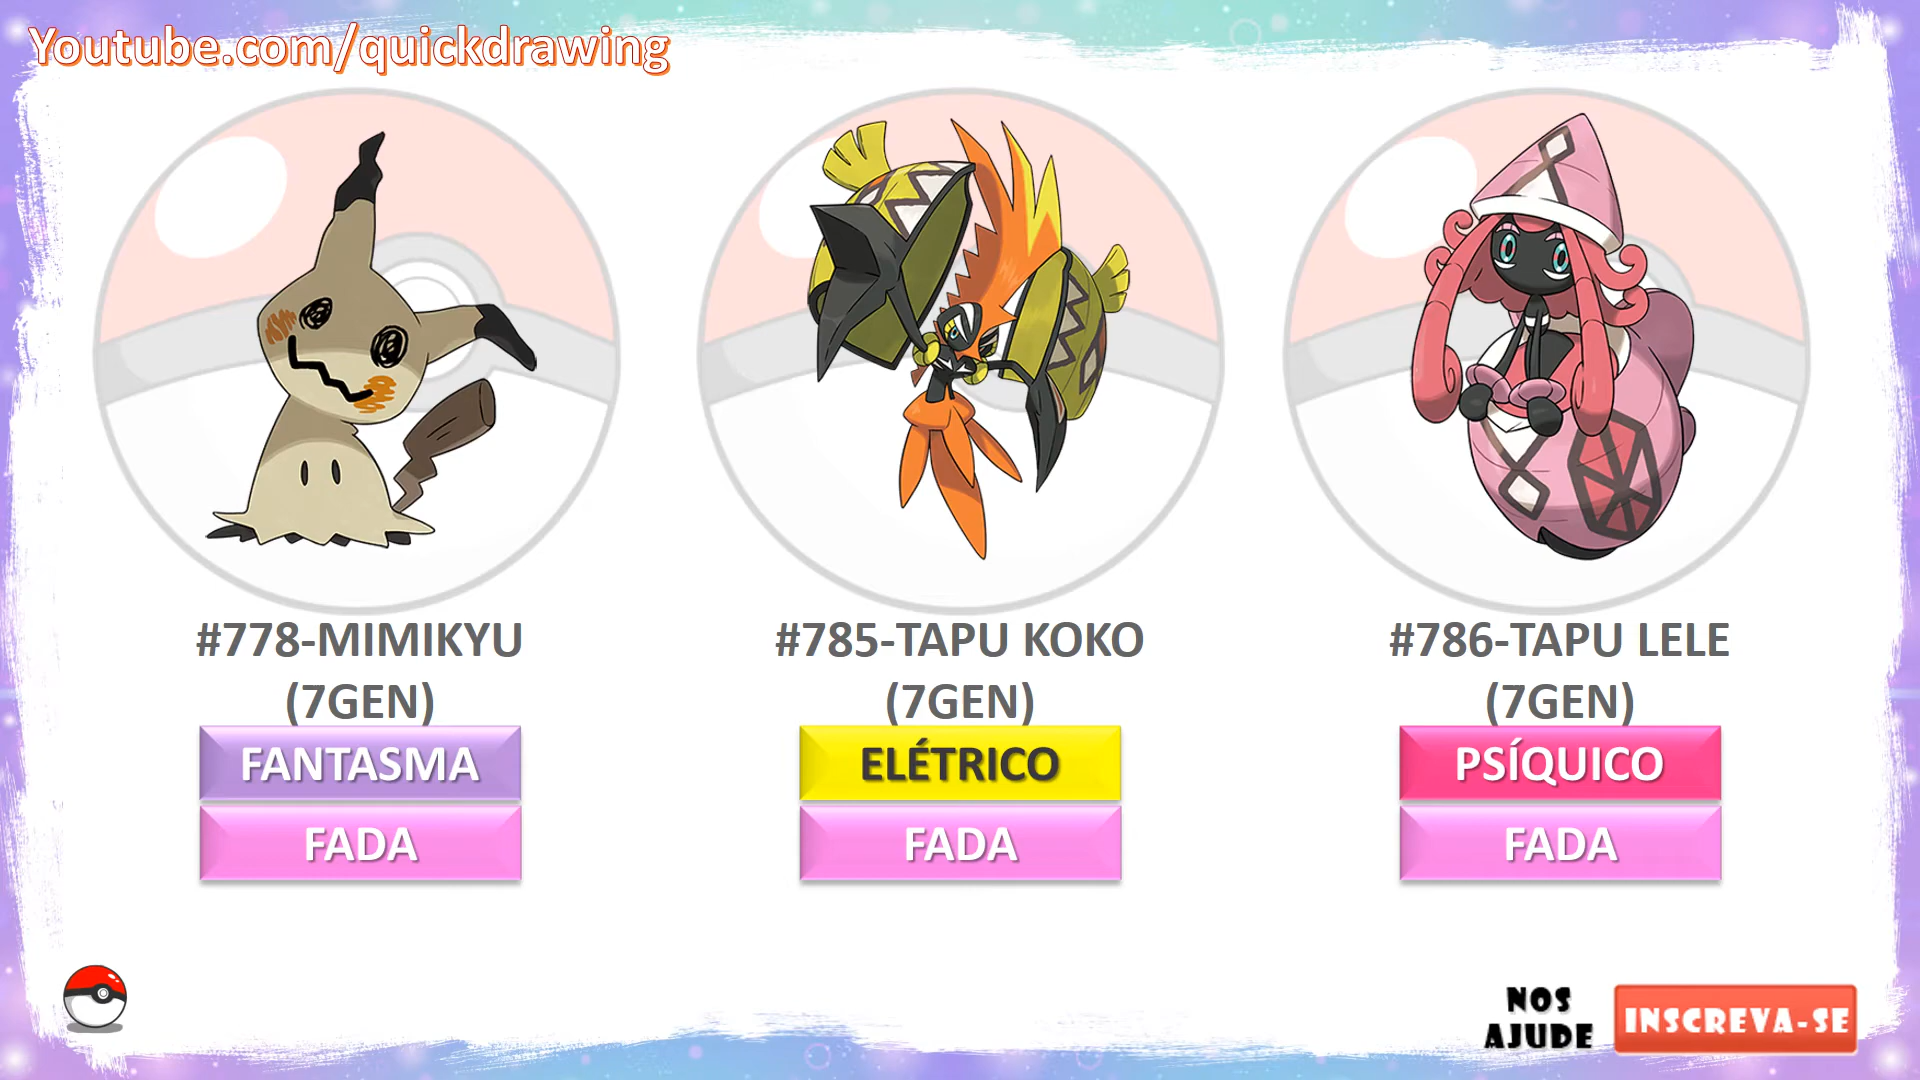 Youtube.com/quickdrawing
#778-MIMIKYU
(7GEN)
FANTASMA
FADA
#785-TAPU KOKO
(7GEN)
ELÉTRICO
FADA
#786-TAPU LELE
(7GEN)
PSÍQUICO
FADA
NOS
AJUDE
INSCREVA-SE